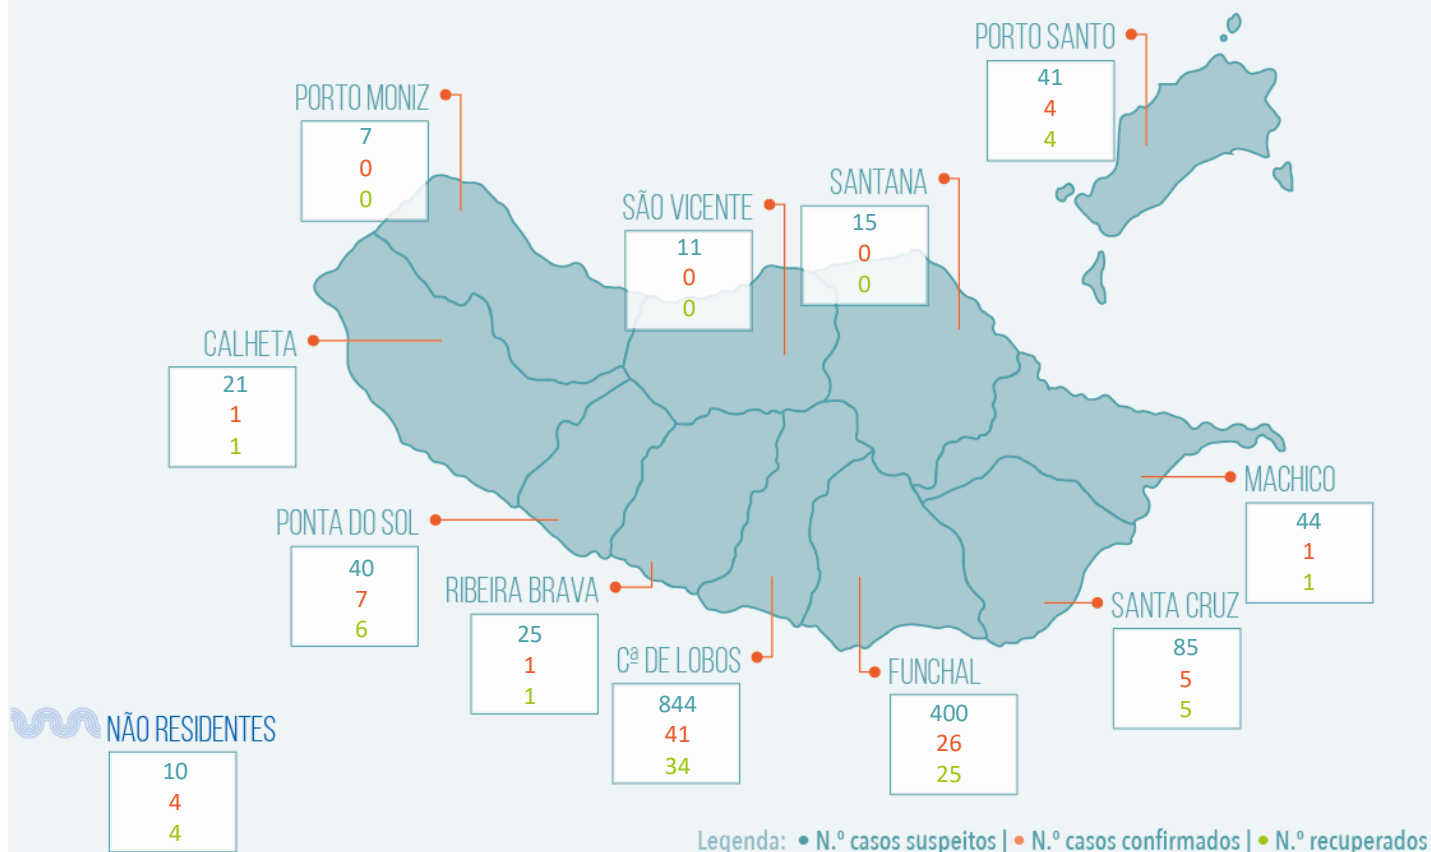 PORTO SANTO
41
4
4
PORTO MONIZ
7
0
0
SANTANA
15
0
0
SÃO VICENTE
11
0
0
CALHETA
21
1
1
MACHICO
44
1
1
PONTA DO SOL
40
7
6
RIBEIRA BRAVA
25
1
1
SANTA CRUZ
85
5
5
Cª DE LOBOS
844
41
34
FUNCHAL
400
26
25
NÃO RESIDENTES
10
4
4
Legenda: • N.º casos suspeitos | • N.º casos confirmados | • N.º recuperados